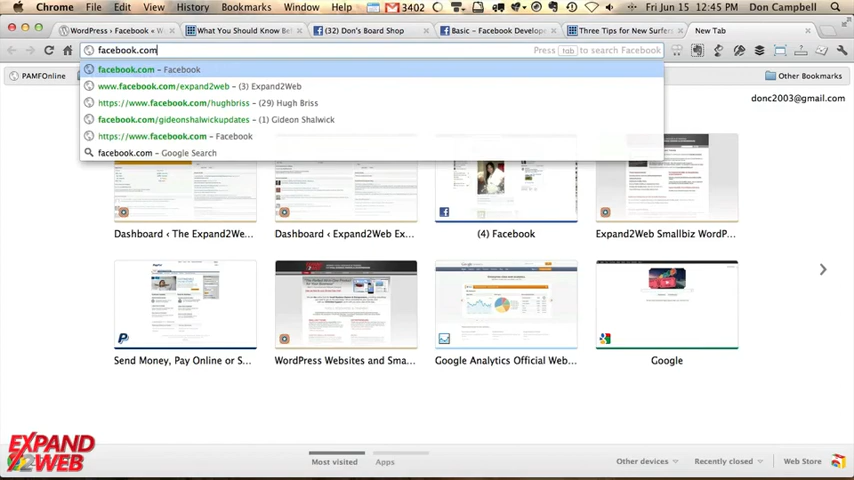 Chrome File Edit View History Bookmarks Window Help 3402 Fri Jun 15 12:45 PM Don Campbell
WordPress › Facebook « W
What You Should Know Be
(32) Don's Board Shop
Basic – Facebook Develope
Three Tips for New Surfers
New Tab
facebook.com
Press tab to search Facebook
facebook.com – Facebook
PAMFOnline
www.facebook.com/expand2web – (3) Expand2Web
Other Bookmarks
https://www.facebook.com/hughbriss – (29) Hugh Briss
donc2003@gmail.com
facebook.com/gideonshalwickupdates – (1) Gideon Shalwick
https://www.facebook.com – Facebook
facebook.com – Google Search
Dashboard ‹ The Expand2We...
Dashboard ‹ Expand2Web Ex...
(4) Facebook
Expand2Web Smallbiz WordP...
Send Money, Pay Online or S...
WordPress Websites and Sma...
Google Analytics Official Web...
Google
EXPAND
2WEB
Most visited
Apps
Other devices
Recently closed
Web Store